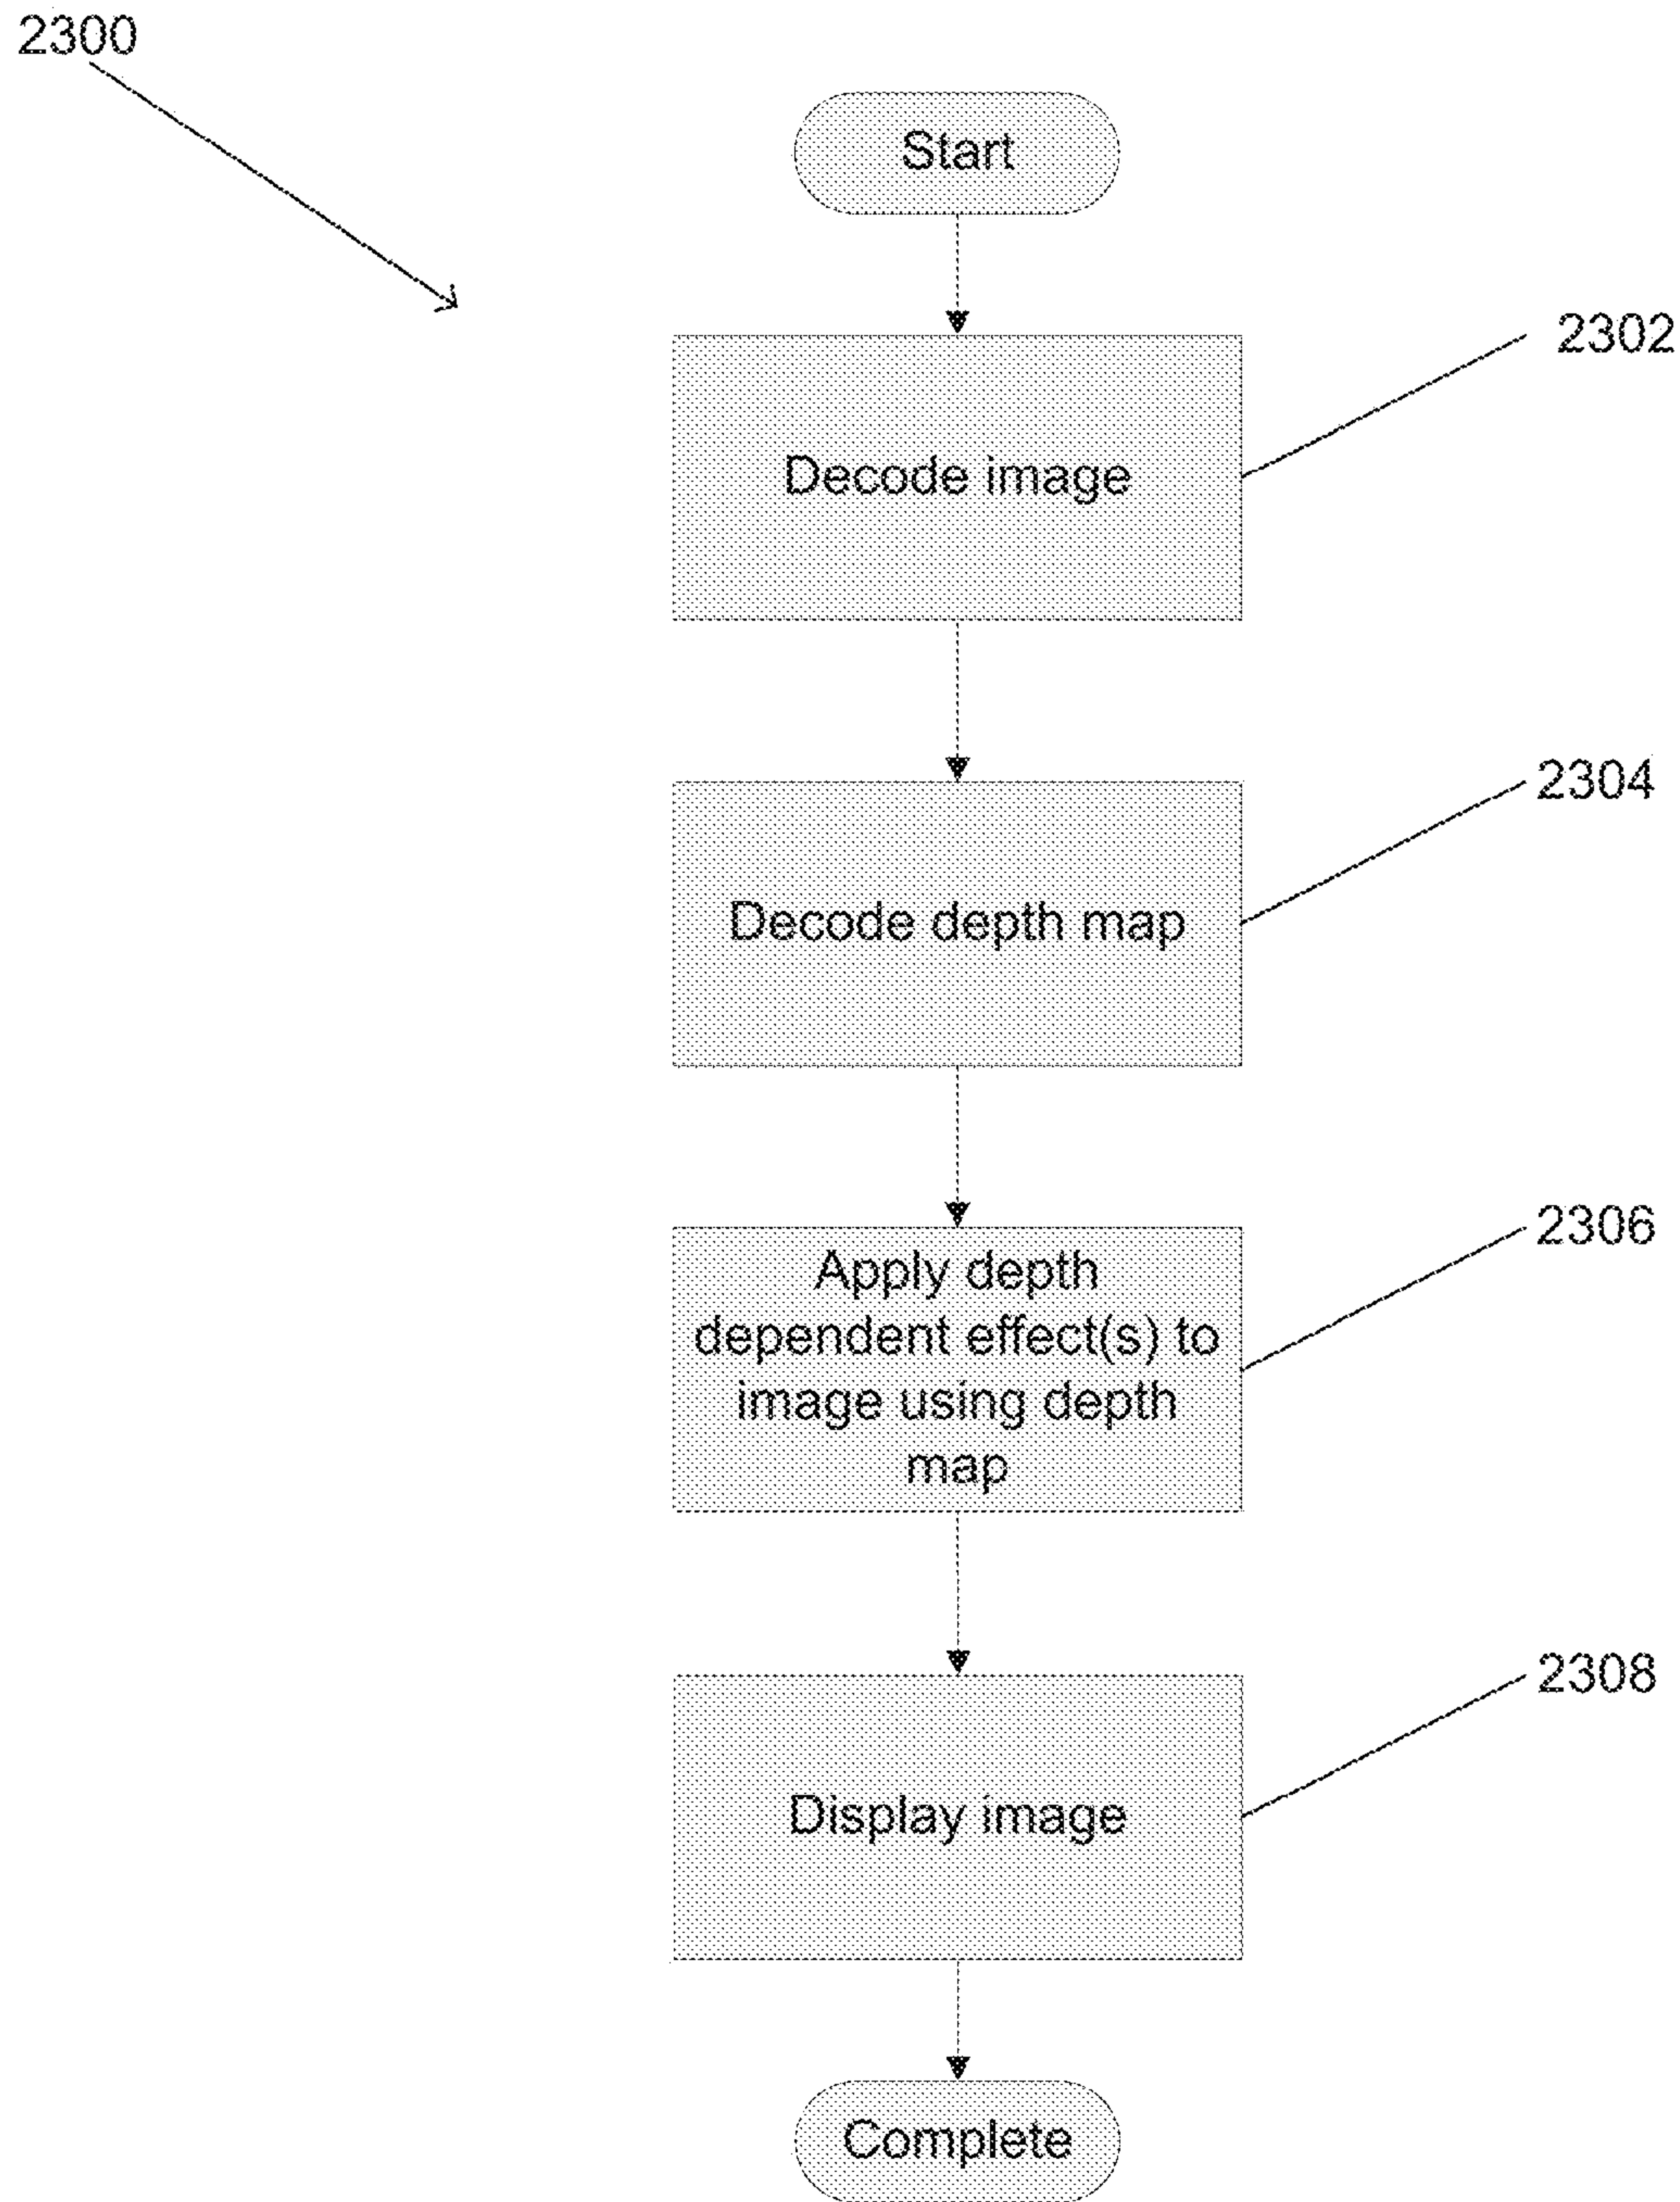 2300
Start
2302
Decode image
2304
Decode depth map
2306
Apply depth
dependent effect(s) to
image using depth
map
2308
Display image
Complete